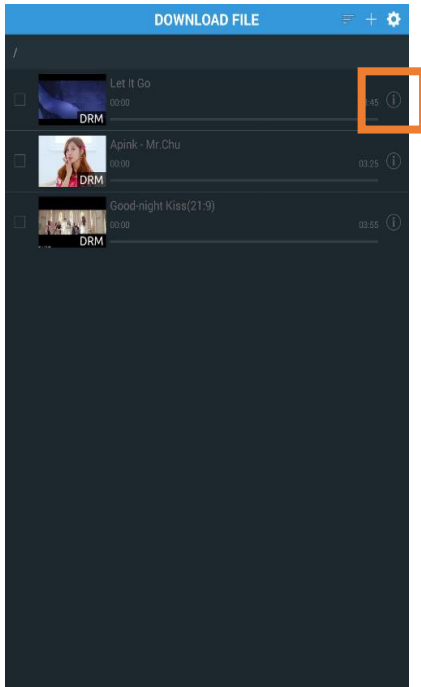 DOWNLOAD FILE
/
Let It Go
00:00
:45
DRM
Apink - Mr.Chu
00:00
03:25
DRM
Good-night Kiss(21:9)
00:00
03:55
DRM